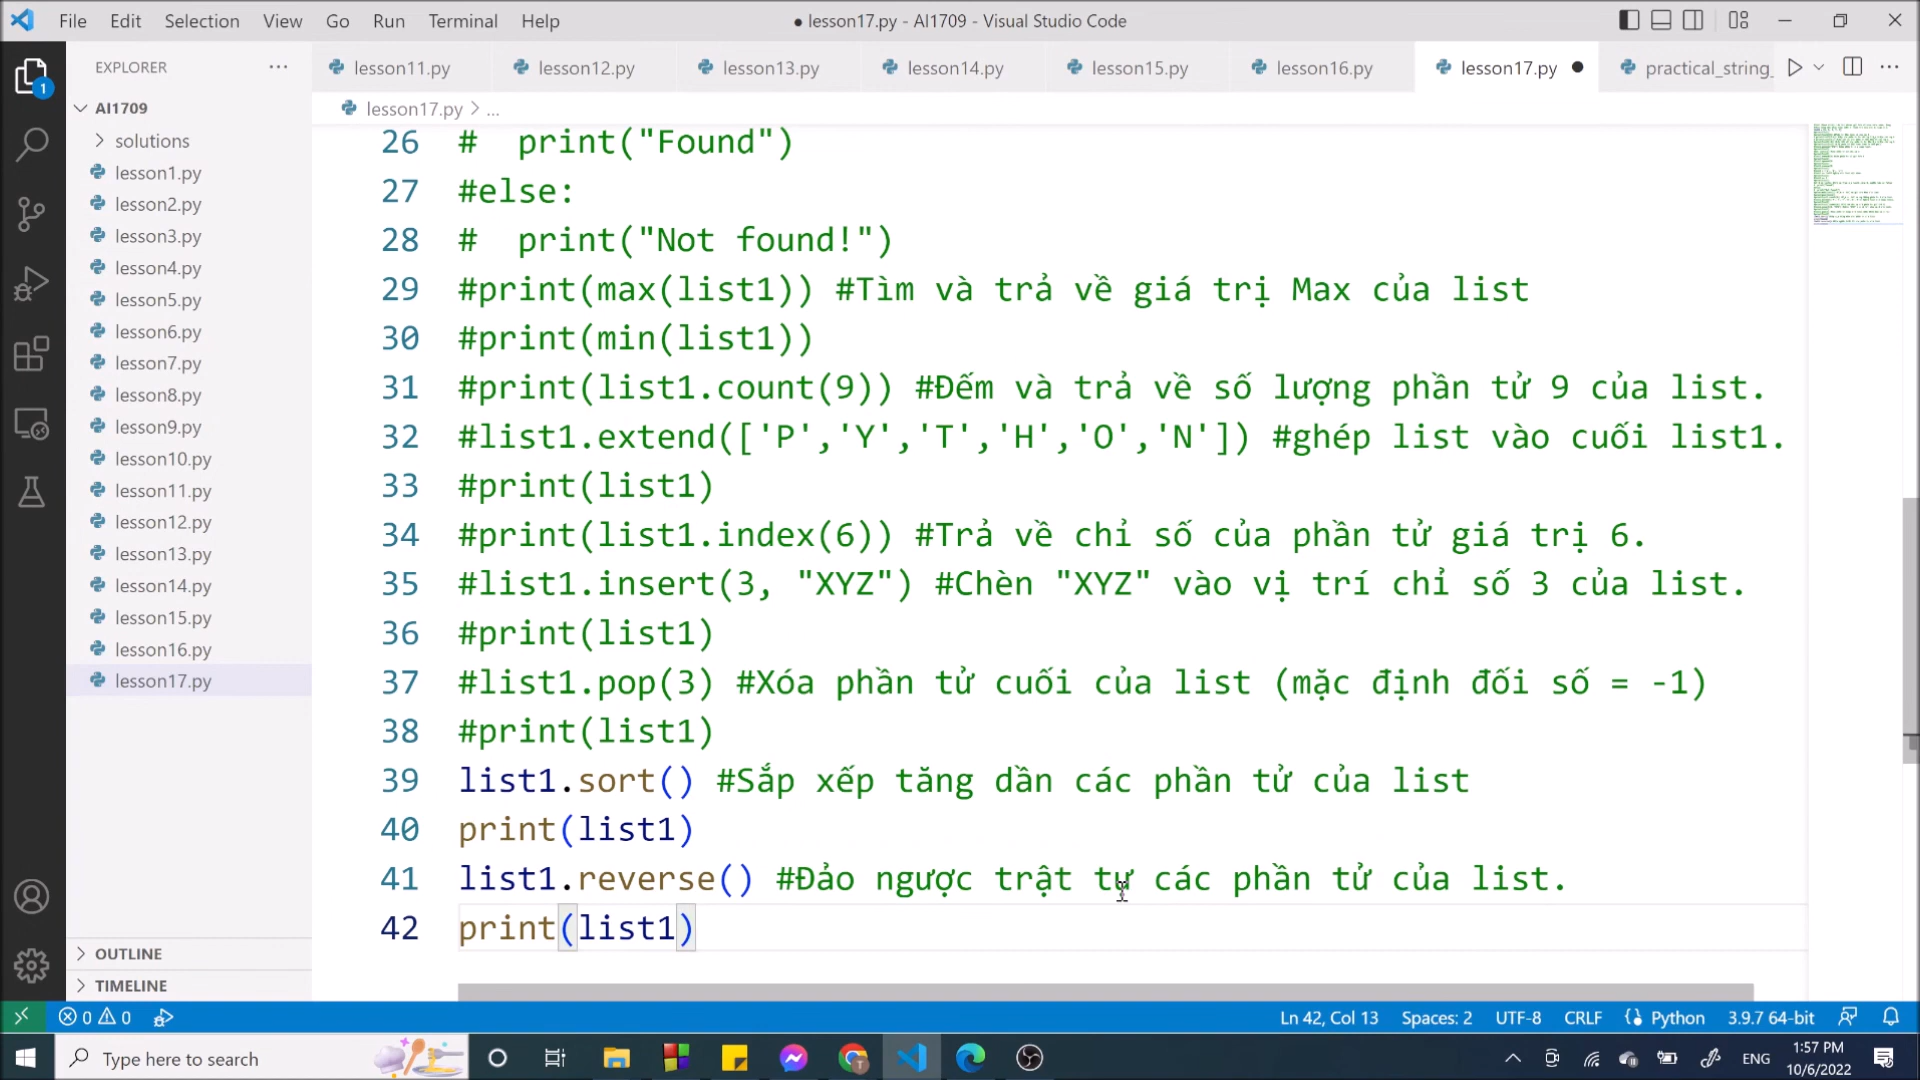 File Edit Selection View Go Run Terminal Help
● lesson17.py - AI1709 - Visual Studio Code
EXPLORER ···
lesson11.py lesson12.py lesson13.py lesson14.py lesson15.py lesson16.py lesson17.py ● practical_string_
AI1709
lesson17.py > ...
1
solutions
lesson1.py
lesson2.py
lesson3.py
lesson4.py
lesson5.py
lesson6.py
lesson7.py
lesson8.py
lesson9.py
lesson10.py
lesson11.py
lesson12.py
lesson13.py
lesson14.py
lesson15.py
lesson16.py
lesson17.py
OUTLINE
TIMELINE
26 #  print("Found")
27 #else:
28 #  print("Not found!")
29 #print(max(list1)) #Tìm và trả về giá trị Max của list
30 #print(min(list1))
31 #print(list1.count(9)) #Đếm và trả về số lượng phần tử 9 của list.
32 #list1.extend(['P','Y','T','H','O','N']) #ghép list vào cuối list1.
33 #print(list1)
34 #print(list1.index(6)) #Trả về chỉ số của phần tử giá trị 6.
35 #list1.insert(3, "XYZ") #Chèn "XYZ" vào vị trí chỉ số 3 của list.
36 #print(list1)
37 #list1.pop(3) #Xóa phần tử cuối của list (mặc định đối số = -1)
38 #print(list1)
39 list1.sort() #Sắp xếp tăng dần các phần tử của list
40 print(list1)
41 list1.reverse() #Đảo ngược trật tự các phần tử của list.
42 print(list1)
0 0 Ln 42, Col 13 Spaces: 2 UTF-8 CRLF Python 3.9.7 64-bit
Type here to search
ENG
1:57 PM
10/6/2022